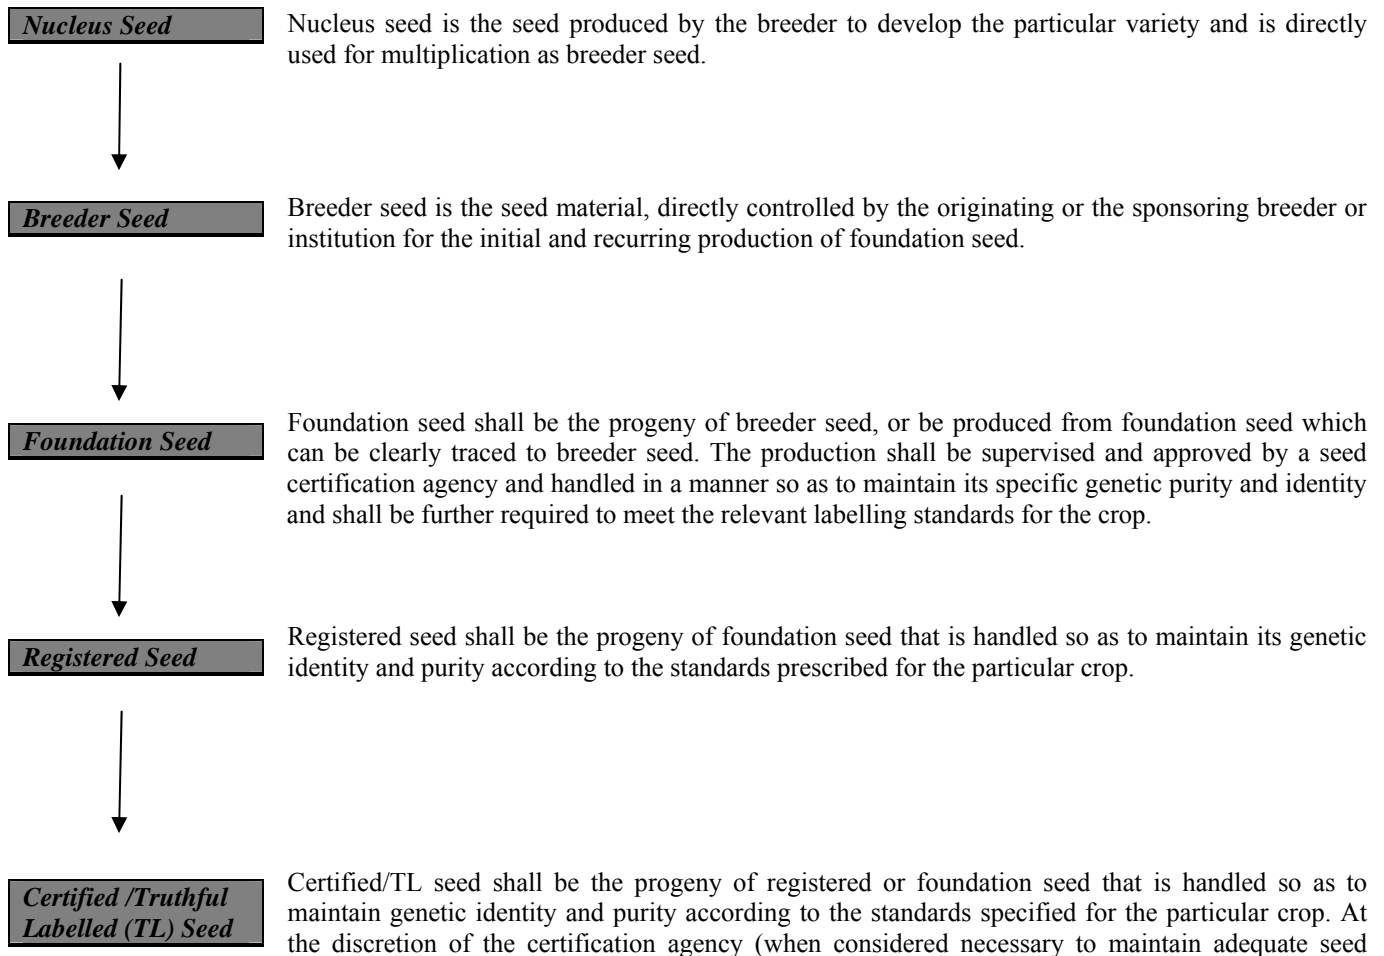 Nucleus Seed
Nucleus seed is the seed produced by the breeder to develop the particular variety and is directly
used for multiplication as breeder seed.
Breeder Seed
Breeder seed is the seed material, directly controlled by the originating or the sponsoring breeder or
institution for the initial and recurring production of foundation seed.
Foundation Seed
Foundation seed shall be the progeny of breeder seed, or be produced from foundation seed which
can be clearly traced to breeder seed. The production shall be supervised and approved by a seed
certification agency and handled in a manner so as to maintain its specific genetic purity and identity
and shall be further required to meet the relevant labelling standards for the crop.
Registered Seed
Registered seed shall be the progeny of foundation seed that is handled so as to maintain its genetic
identity and purity according to the standards prescribed for the particular crop.
Certified /Truthful
Labelled (TL) Seed
Certified/TL seed shall be the progeny of registered or foundation seed that is handled so as to
maintain genetic identity and purity according to the standards specified for the particular crop. At
the discretion of the certification agency (when considered necessary to maintain adequate seed